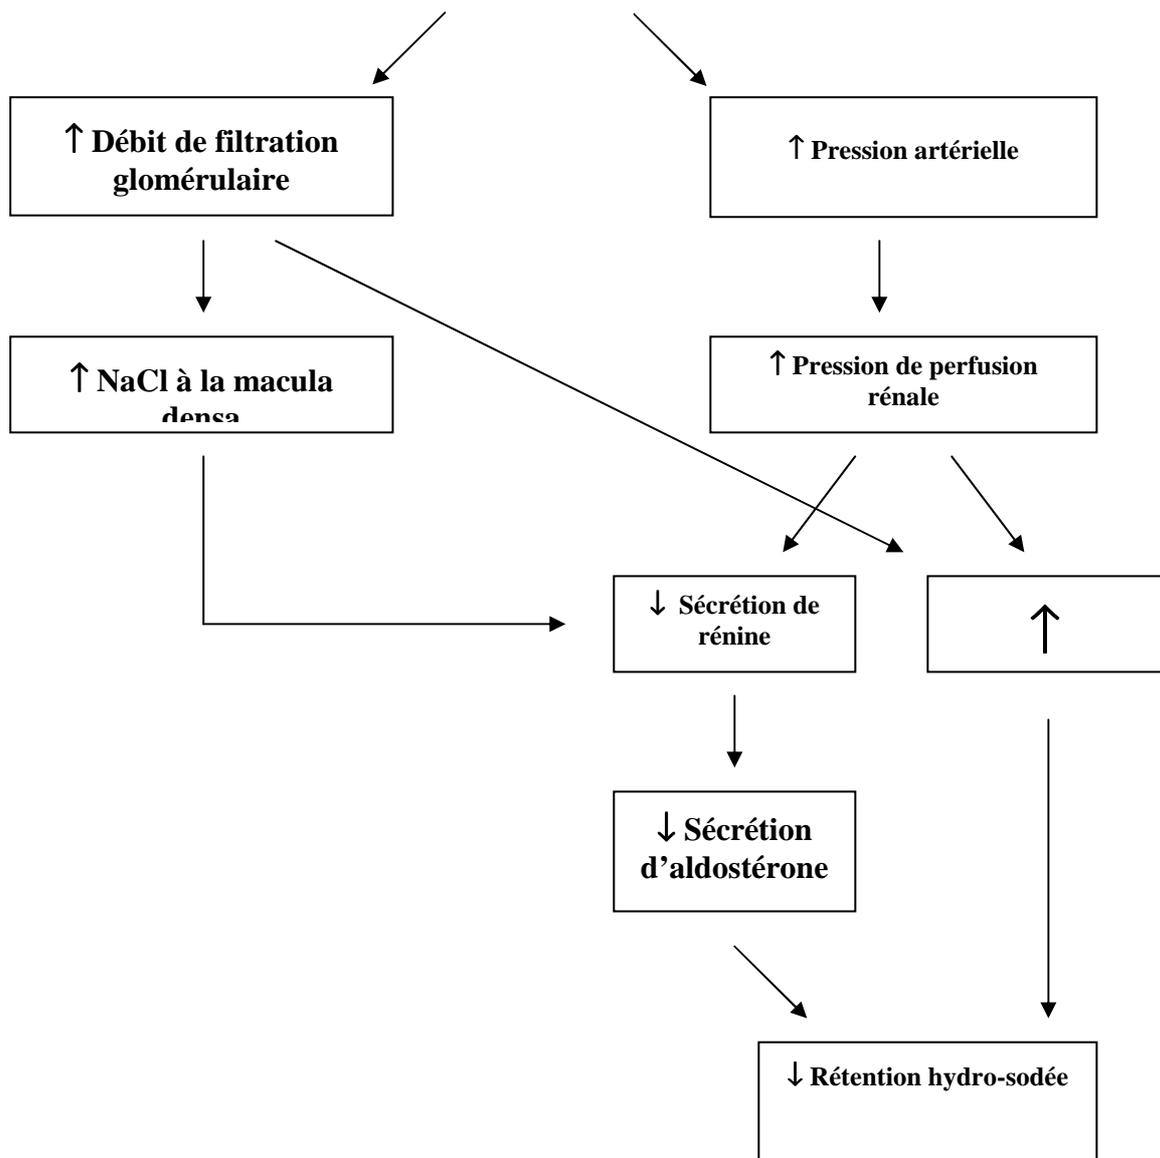 ↑ Débit de filtration
glomérulaire
↑ Pression artérielle
↑ NaCl à la macula
densa
↑ Pression de perfusion
rénale
↓ Sécrétion de
rénine
↑
↓ Sécrétion
d’aldostérone
↓ Rétention hydro-sodée